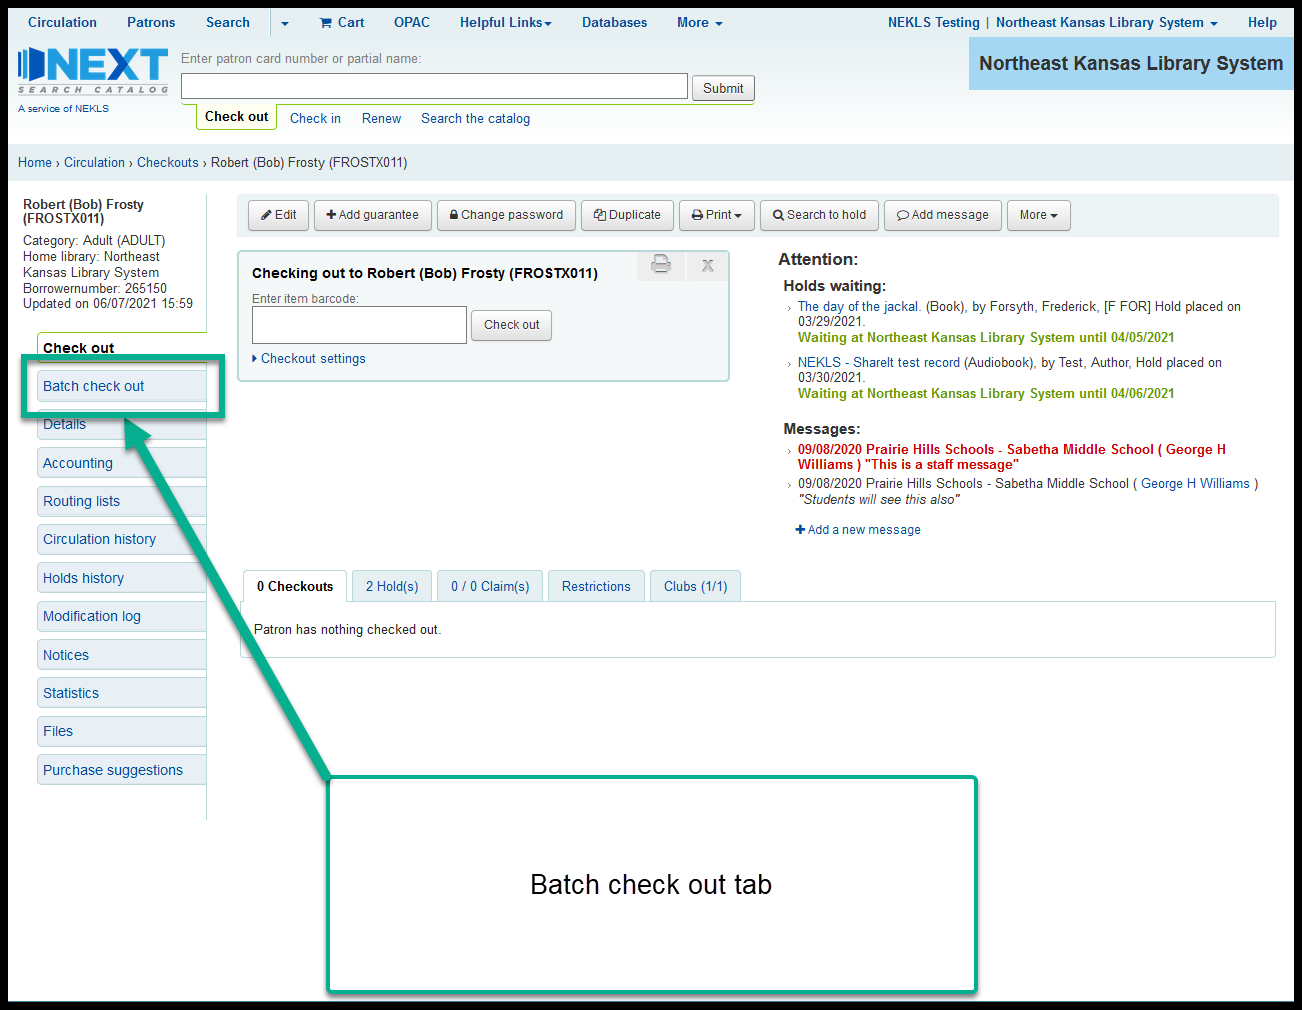 Circulation Patrons Search Cart OPAC Helpful Links Databases More NEKLS Testing | Northeast Kansas Library System Help
NEXT
SEARCH CATALOG
A service of NEKLS
Enter patron card number or partial name:
Submit
Check out Check in Renew Search the catalog
Northeast Kansas Library System
Home › Circulation › Checkouts › Robert (Bob) Frosty (FROSTX011)
Robert (Bob) Frosty
(FROSTX011)
Category: Adult (ADULT)
Home library: Northeast
Kansas Library System
Borrowernumber: 265150
Updated on 06/07/2021 15:59
Check out
Batch check out
Details
Accounting
Routing lists
Circulation history
Holds history
Modification log
Notices
Statistics
Files
Purchase suggestions
Edit + Add guarantee Change password Duplicate Print Search to hold Add message More
Checking out to Robert (Bob) Frosty (FROSTX011)
X
Enter item barcode:
Check out
Checkout settings
Attention:
Holds waiting:
› The day of the jackal. (Book), by Forsyth, Frederick, [F FOR] Hold placed on
03/29/2021.
Waiting at Northeast Kansas Library System until 04/05/2021
› NEKLS - ShareIt test record (Audiobook), by Test, Author, Hold placed on
03/30/2021.
Waiting at Northeast Kansas Library System until 04/06/2021
Messages:
› 09/08/2020 Prairie Hills Schools - Sabetha Middle School ( George H
Williams ) "This is a staff message"
› 09/08/2020 Prairie Hills Schools - Sabetha Middle School ( George H Williams )
"Students will see this also"
+ Add a new message
0 Checkouts 2 Hold(s) 0 / 0 Claim(s) Restrictions Clubs (1/1)
Patron has nothing checked out.
Batch check out tab